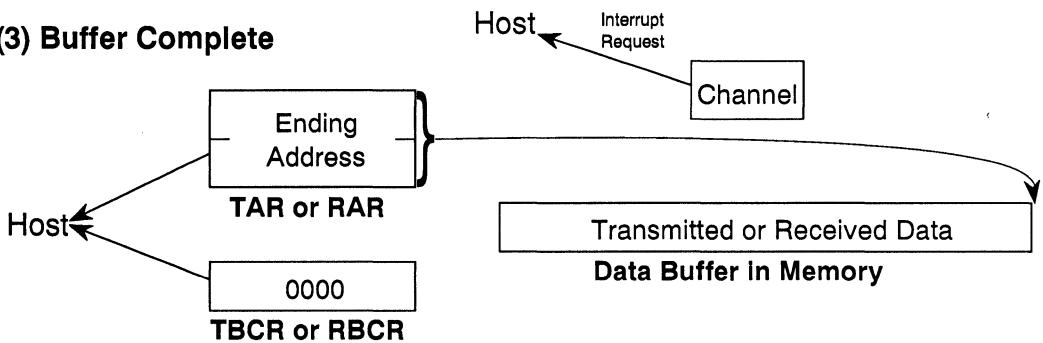 (3) Buffer Complete
Host
Interrupt
Request
Channel
Ending
Address
TAR or RAR
Host
Transmitted or Received Data
Data Buffer in Memory
0000
TBCR or RBCR